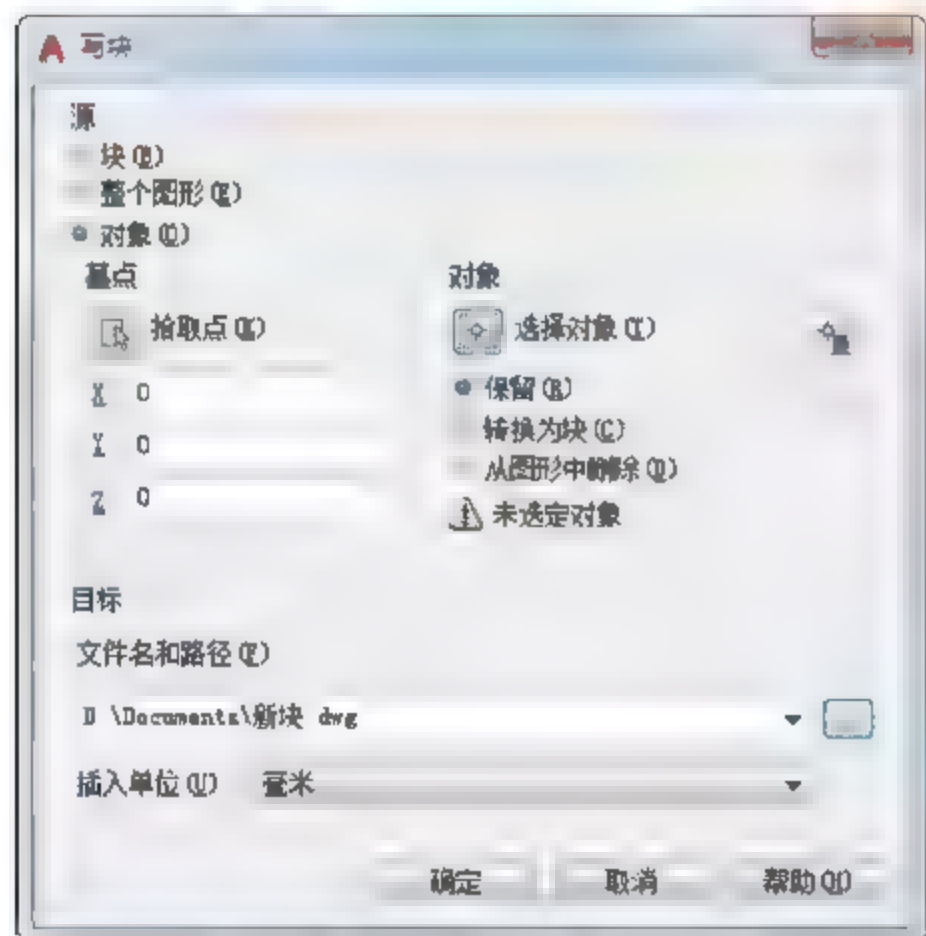 写块
源
块(B)
整个图形(E)
对象(O)
基点
拾取点(K)
X 0
Y 0
Z 0
对象
选择对象(T)
保留(R)
转换为块(C)
从图形中删除(D)
未选定对象
目标
文件名和路径(F)
D \Documents\新块 dwg
插入单位(U) 毫米
确定 取消 帮助(H)